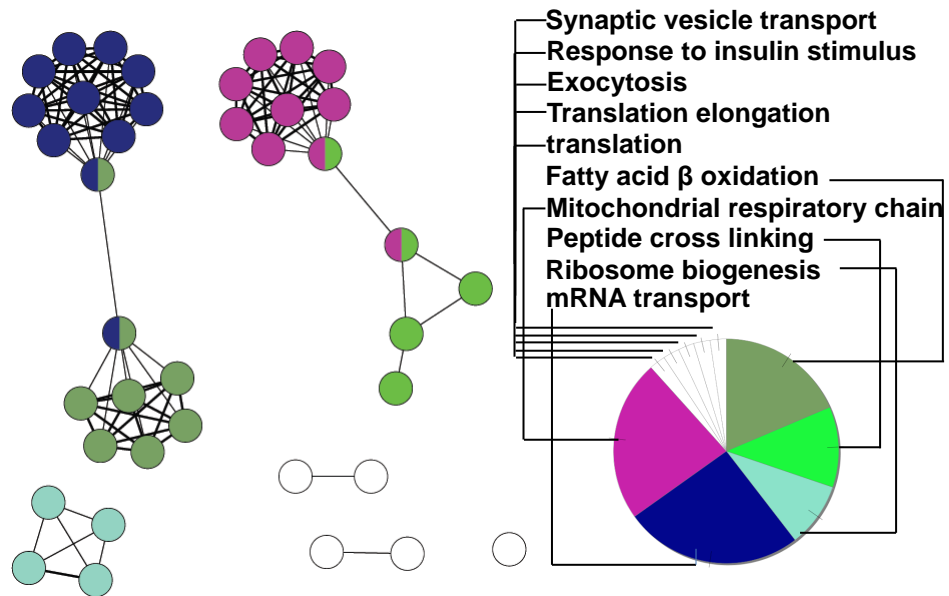 Synaptic vesicle transport
Response to insulin stimulus
Exocytosis
Translation elongation
translation
Fatty acid β oxidation
Mitochondrial respiratory chain
Peptide cross linking
Ribosome biogenesis
mRNA transport